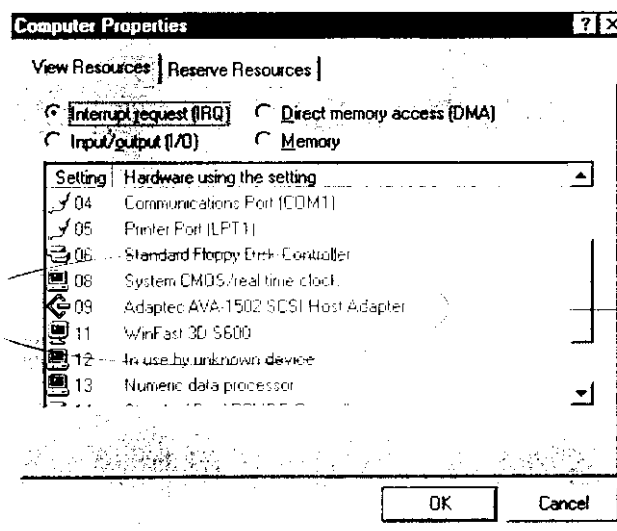 Computer Properties
View Resources Reserve Resources
Interrupt request (IRQ) Direct memory access (DMA)
Input/output (I/O) Memory
Setting Hardware using the setting
04 Communications Port (COM1)
05 Printer Port (LPT1)
06 Standard Floppy Disk Controller
08 System CMOS/real time clock
09 Adaptec AVA-1502 SCSI Host Adapter
11 WinFast 3D S600
12 In use by unknown device
13 Numeric data processor
OK Cancel